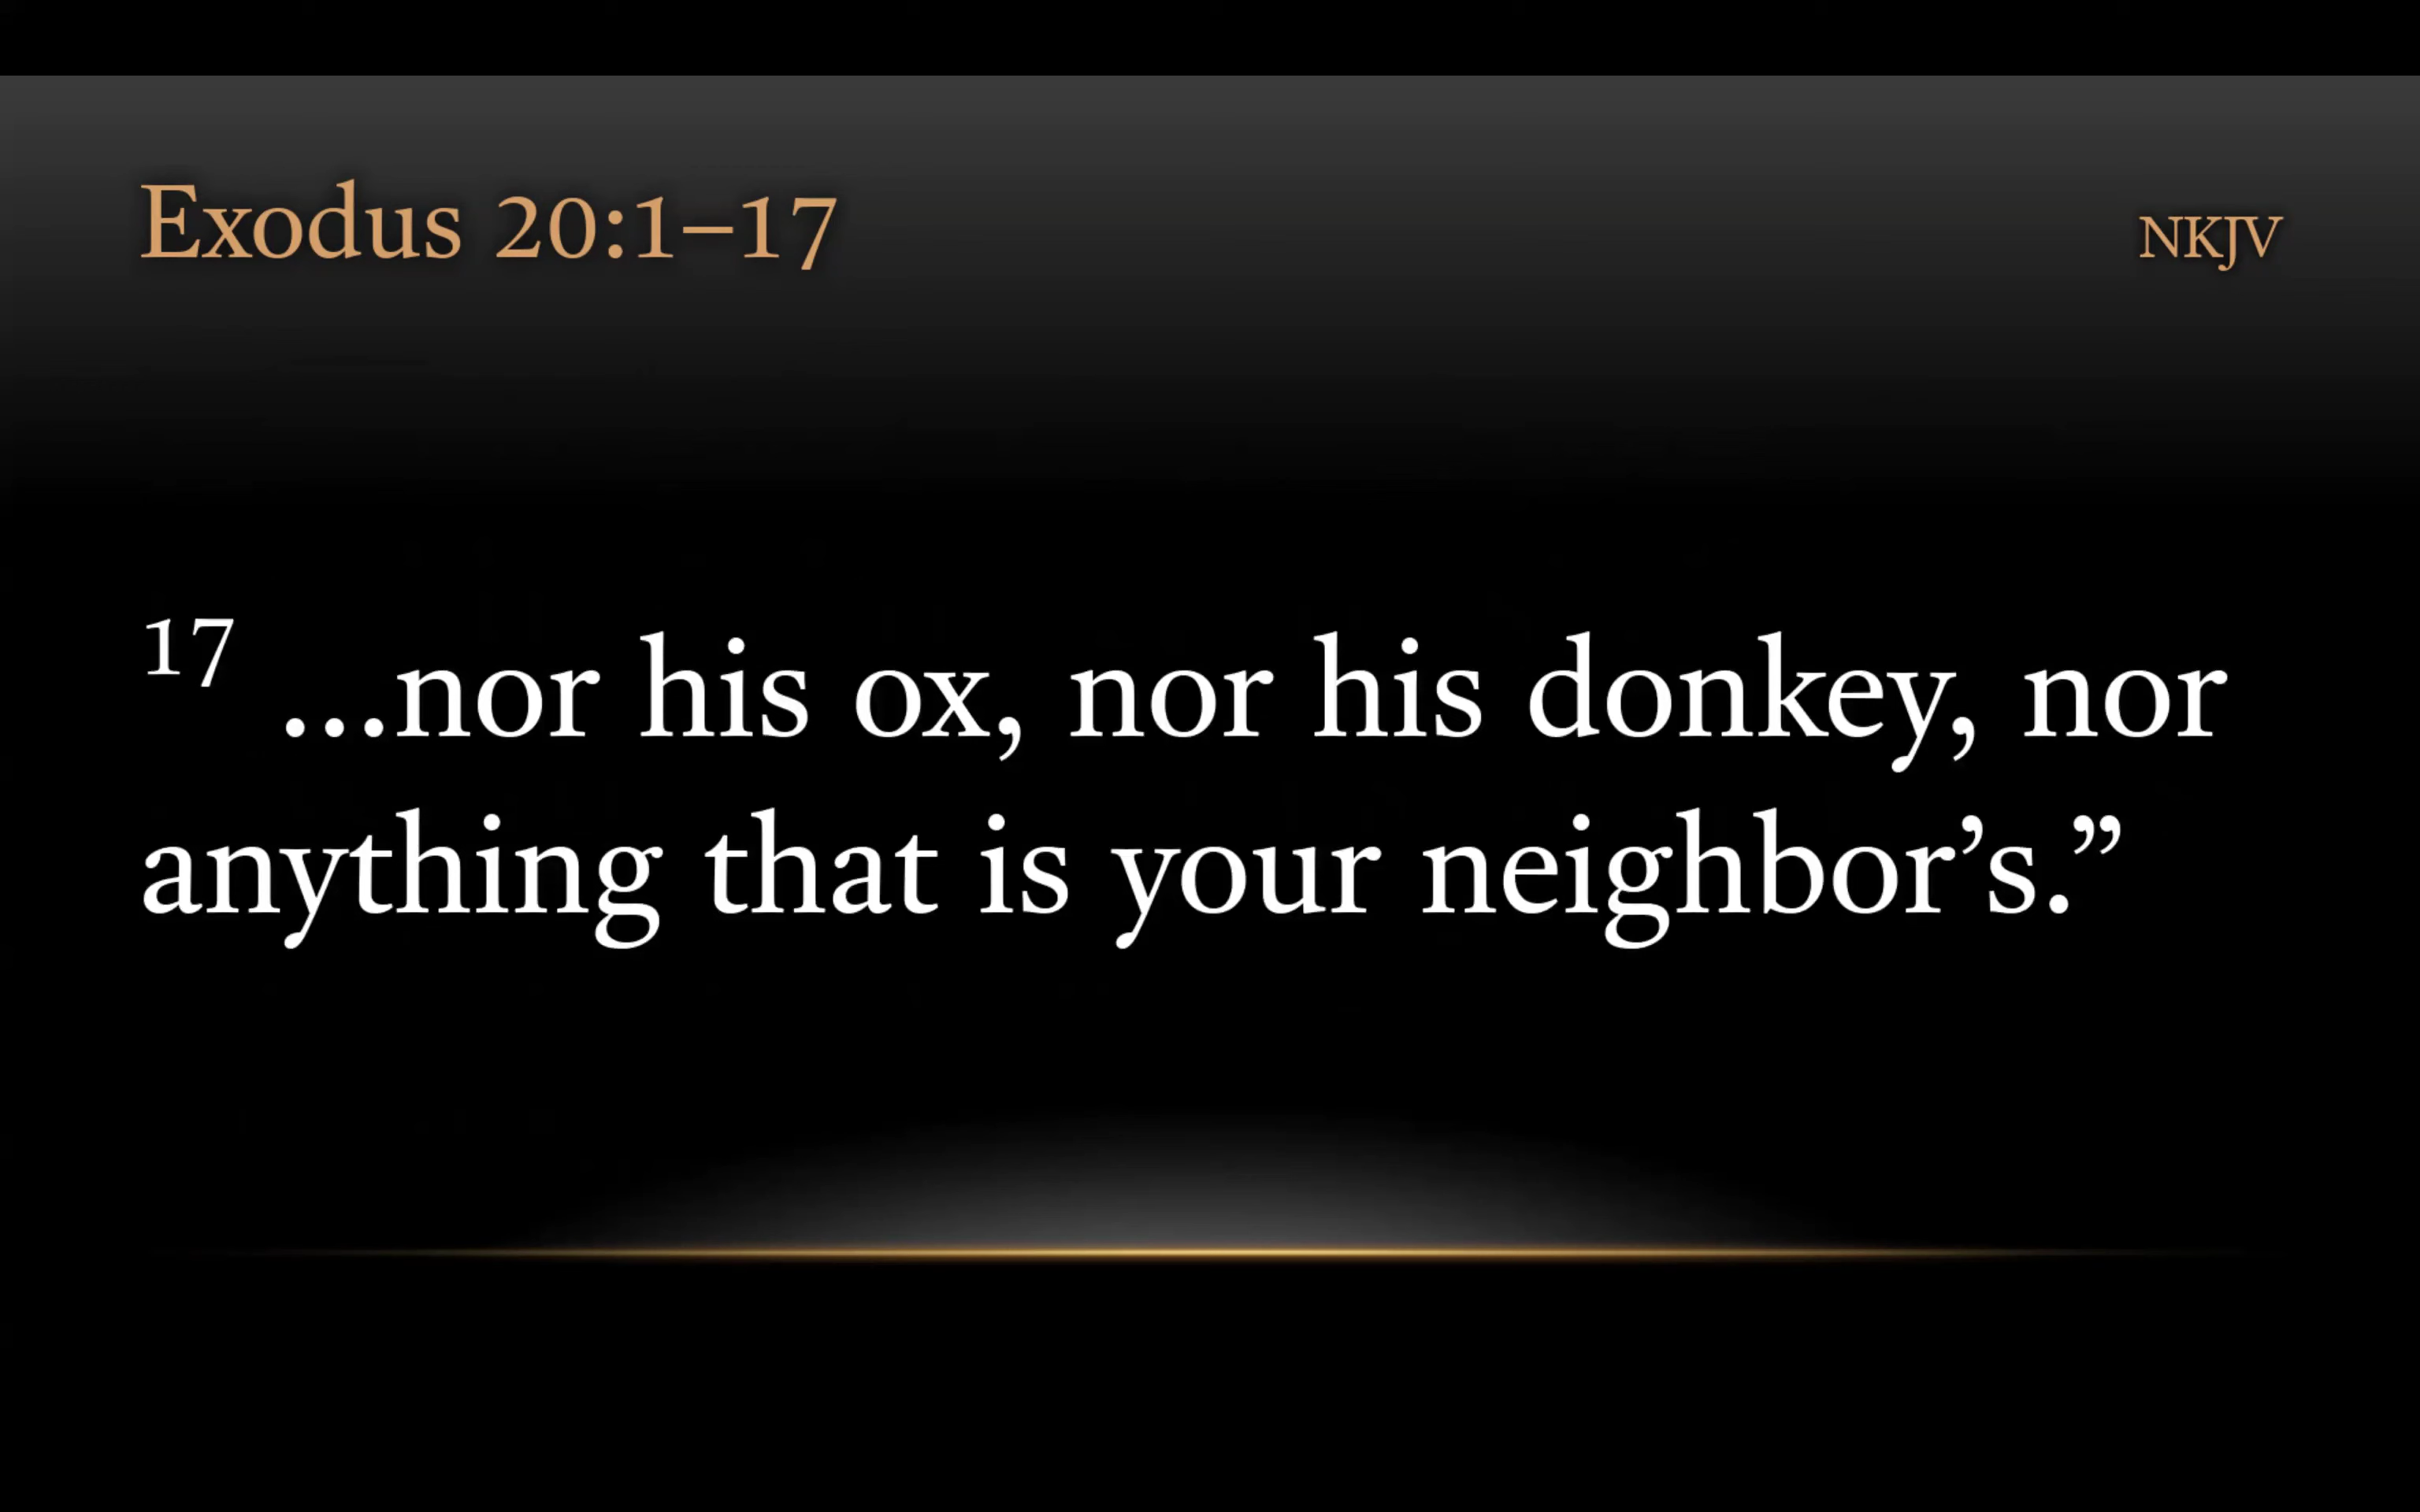 Exodus 20:1–17
NKJV
17 ...nor his ox, nor his donkey, nor
anything that is your neighbor’s.”